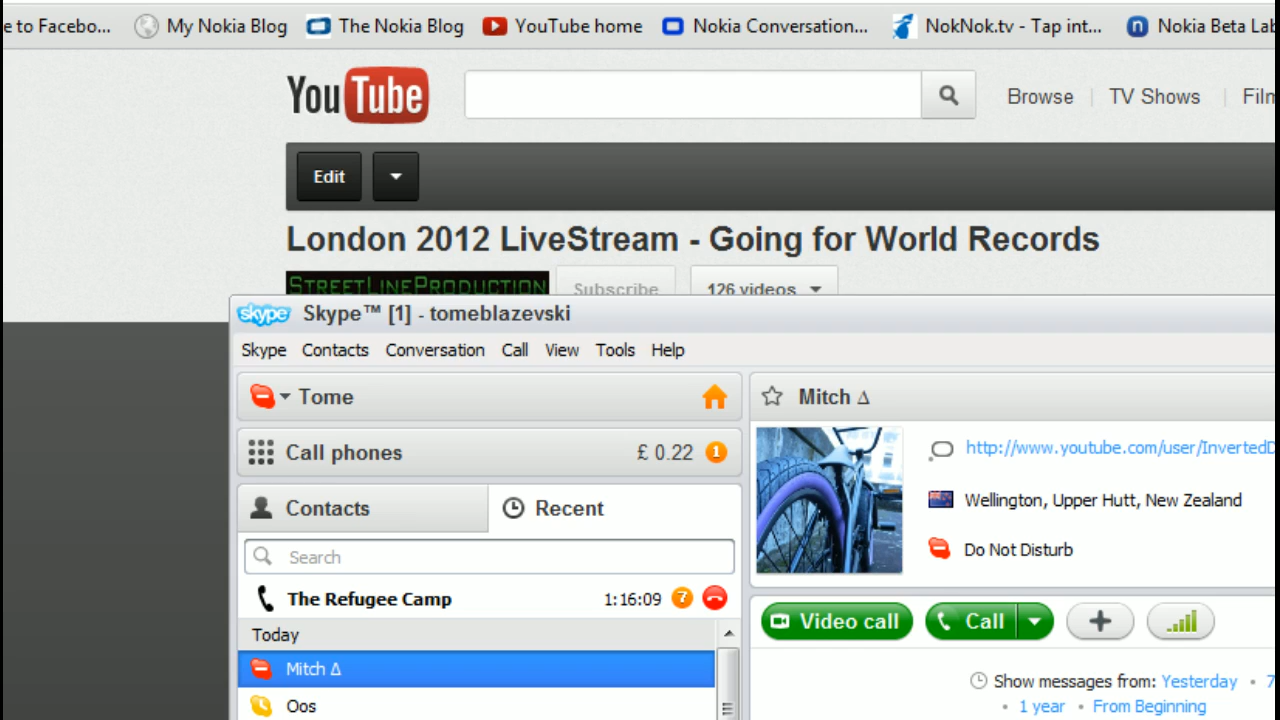 e to Facebo... My Nokia Blog The Nokia Blog YouTube home Nokia Conversation... NokNok.tv - Tap int... Nokia Beta Lab
YouTube Browse TV Shows Film
Edit
London 2012 LiveStream - Going for World Records
STREETLINEPRODUCTION Subscribe 126 videos
skype Skype™ [1] - tomeblazevski
Skype Contacts Conversation Call View Tools Help
Tome
Mitch Δ
Call phones £ 0.22 1
http://www.youtube.com/user/InvertedD
Contacts Recent
Wellington, Upper Hutt, New Zealand
Search
Do Not Disturb
The Refugee Camp 1:16:09 7
Video call Call
Today
Mitch Δ
Show messages from: Yesterday • 7
Oos
• 1 year • From Beginning